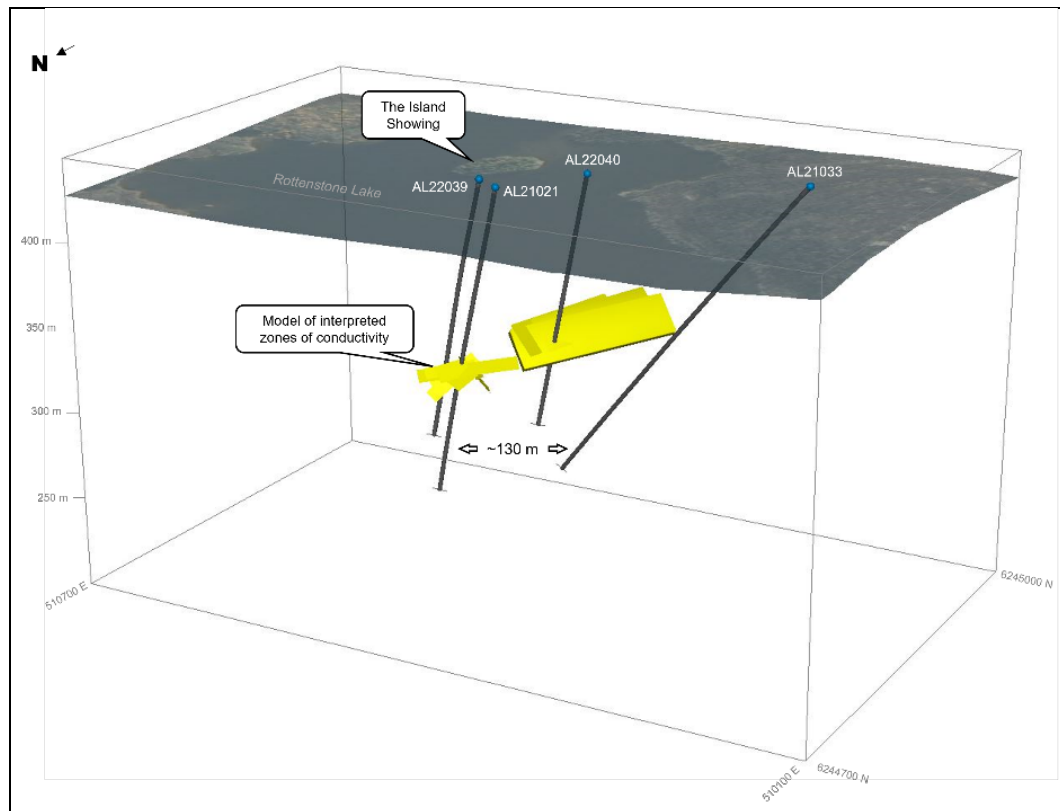 N
The Island
Showing
AL22040
AL21033
AL22039
AL21021
Rottenstone Lake
400 m
Model of interpreted
zones of conductivity
350 m
300 m
~130 m
250 m
510700 E
6245000 N
510100 E
6244700 N